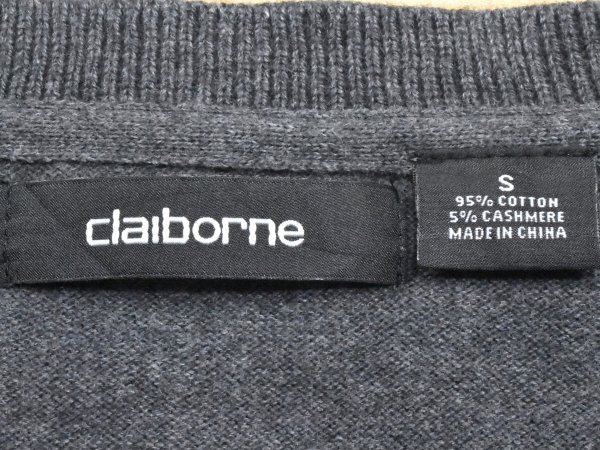 claiborne
S
95% COTTON
5% CASHMERE
MADE IN CHINA